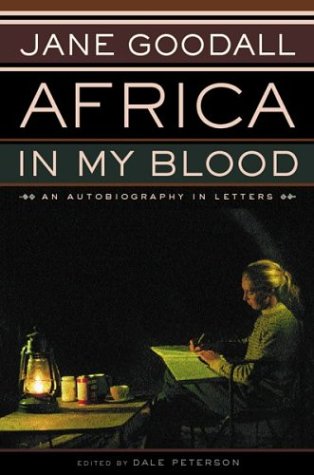 JANE GOODALL
AFRICA
IN MY BLOOD
AN AUTOBIOGRAPHY IN LETTERS
EDITED BY DALE PETERSON